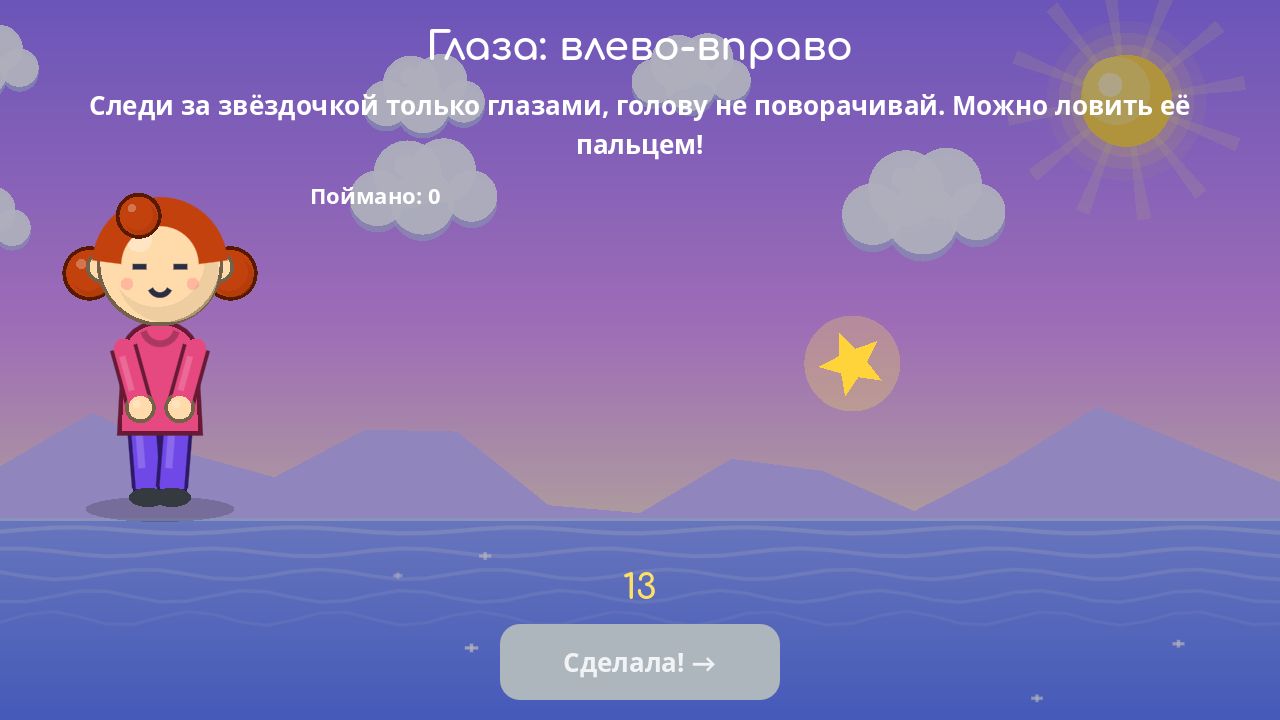 Глаза: влево-вправо
Следи за звёздочкой только глазами, голову не поворачивай. Можно ловить её
пальцем!
Поймано: 0
13
Сделала! →